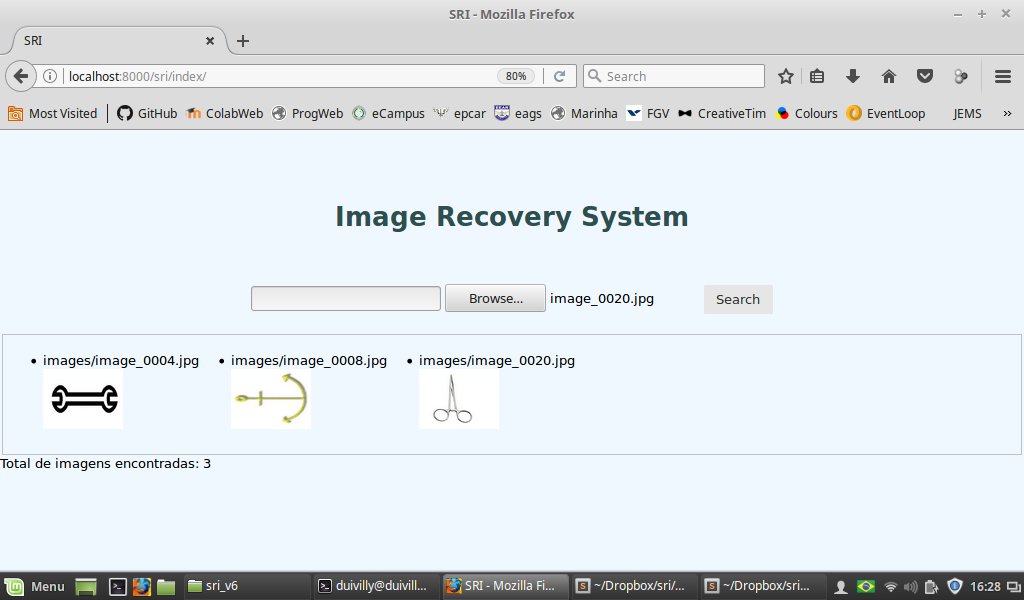 SRI - Mozilla Firefox
SRI
localhost:8000/sri/index/ 80% Search
Most Visited GitHub ColabWeb ProgWeb eCampus epcar eags Marinha FGV CreativeTim Colours EventLoop JEMS »
Image Recovery System
Browse... image_0020.jpg Search
• images/image_0004.jpg • images/image_0008.jpg • images/image_0020.jpg
Total de imagens encontradas: 3
Menu sri_v6 duivilly@duivill... SRI - Mozilla Fi... ~/Dropbox/sri/... ~/Dropbox/sri... 16:28